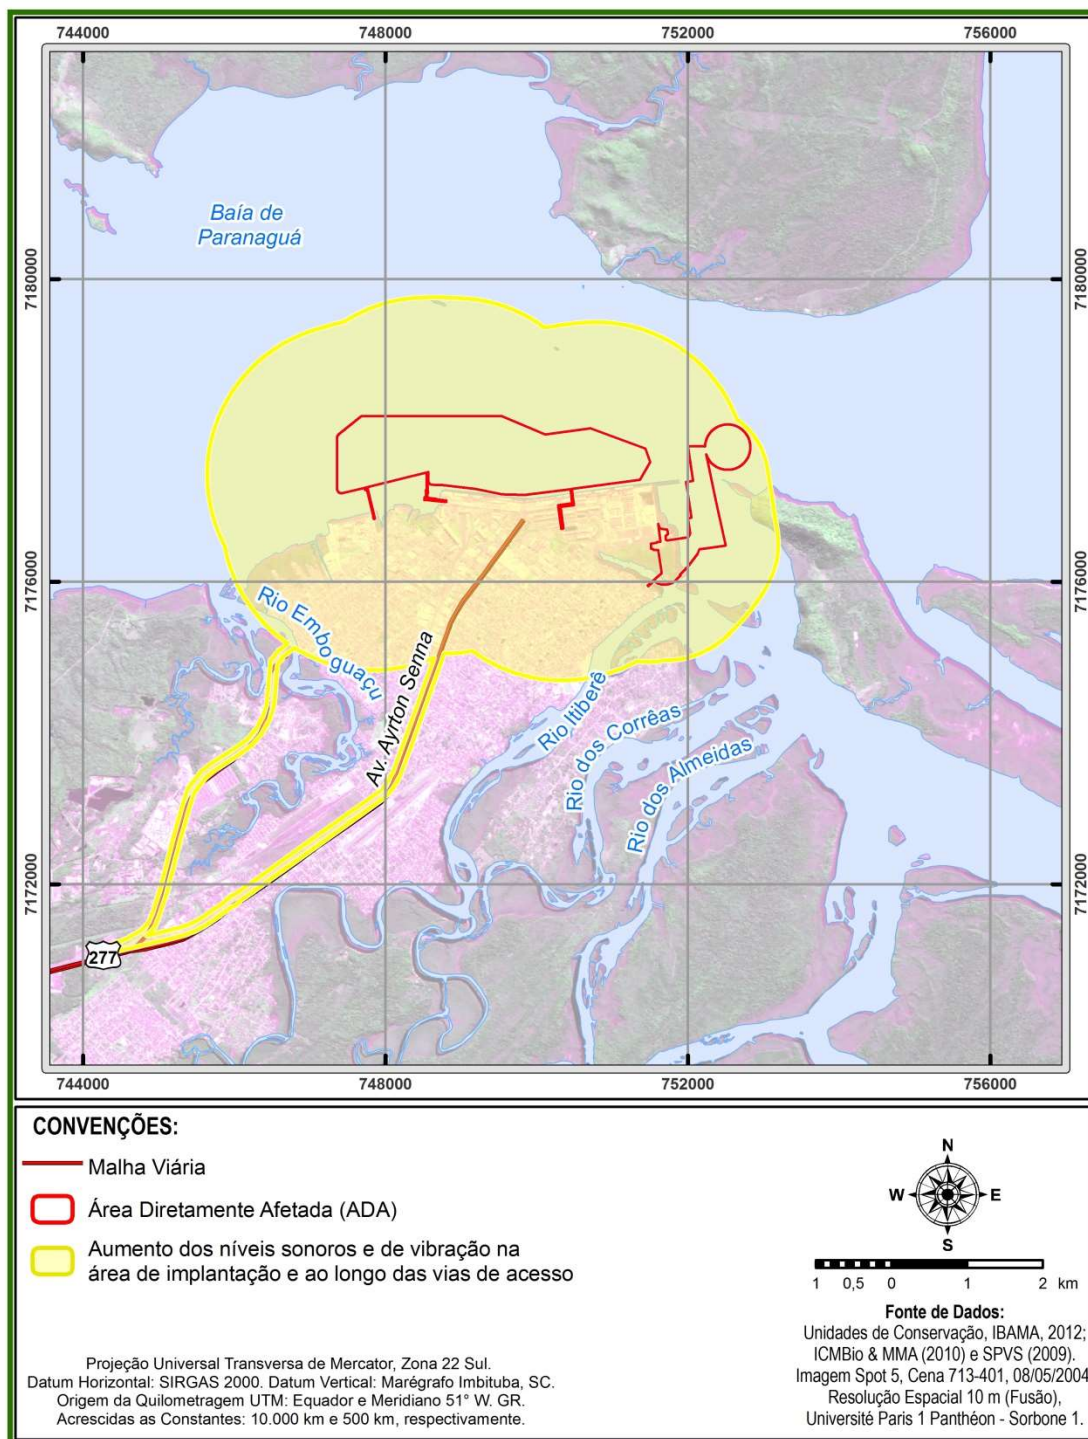 744000
748000
752000
756000
7180000
7180000
Baía de
Paranaguá
7176000
7176000
Rio Emboguaçu
Av. Ayrton Senna
Rio Itiberê
Rio dos Corrêas
Rio dos Almeidas
7172000
7172000
277
744000
748000
752000
756000
CONVENÇÕES:
Malha Viária
Área Diretamente Afetada (ADA)
Aumento dos níveis sonoros e de vibração na
área de implantação e ao longo das vias de acesso
Projeção Universal Transversa de Mercator, Zona 22 Sul.
Datum Horizontal: SIRGAS 2000. Datum Vertical: Marégrafo Imbituba, SC.
Origem da Quilometragem UTM: Equador e Meridiano 51° W. GR.
Acrescidas as Constantes: 10.000 km e 500 km, respectivamente.
N
W E
S
1 0,5 0 1 2 km
Fonte de Dados:
Unidades de Conservação, IBAMA, 2012;
ICMBio & MMA (2010) e SPVS (2009).
Imagem Spot 5, Cena 713-401, 08/05/2004
Resolução Espacial 10 m (Fusão),
Université Paris 1 Panthéon - Sorbone 1.